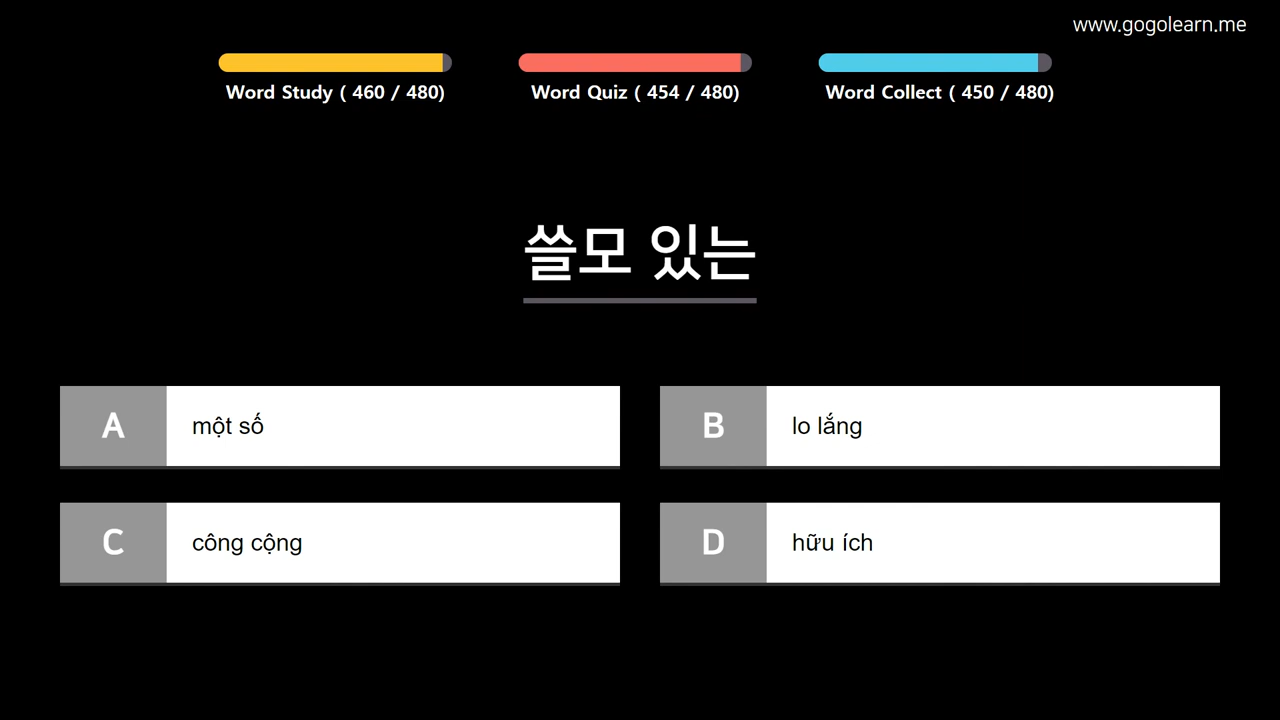 www.gogolearn.me
Word Study ( 460 / 480)
Word Quiz ( 454 / 480)
Word Collect ( 450 / 480)
쓸모 있는
A một số
B lo lắng
C công cộng
D hữu ích